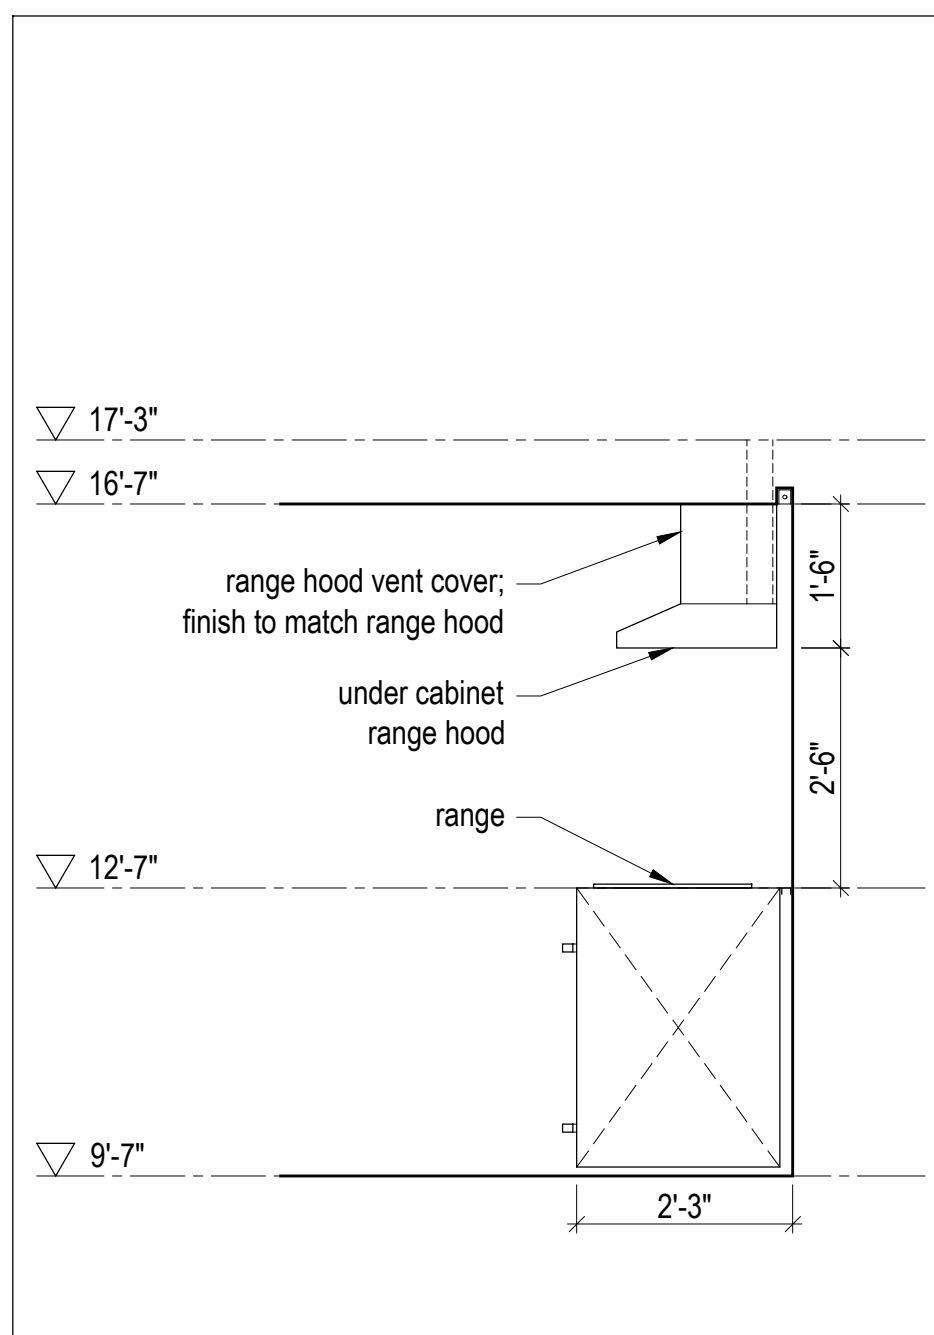 17'-3"
16'-7"
range hood vent cover;
finish to match range hood
1'-6"
under cabinet
range hood
2'-6"
range
12'-7"
9'-7"
2'-3"